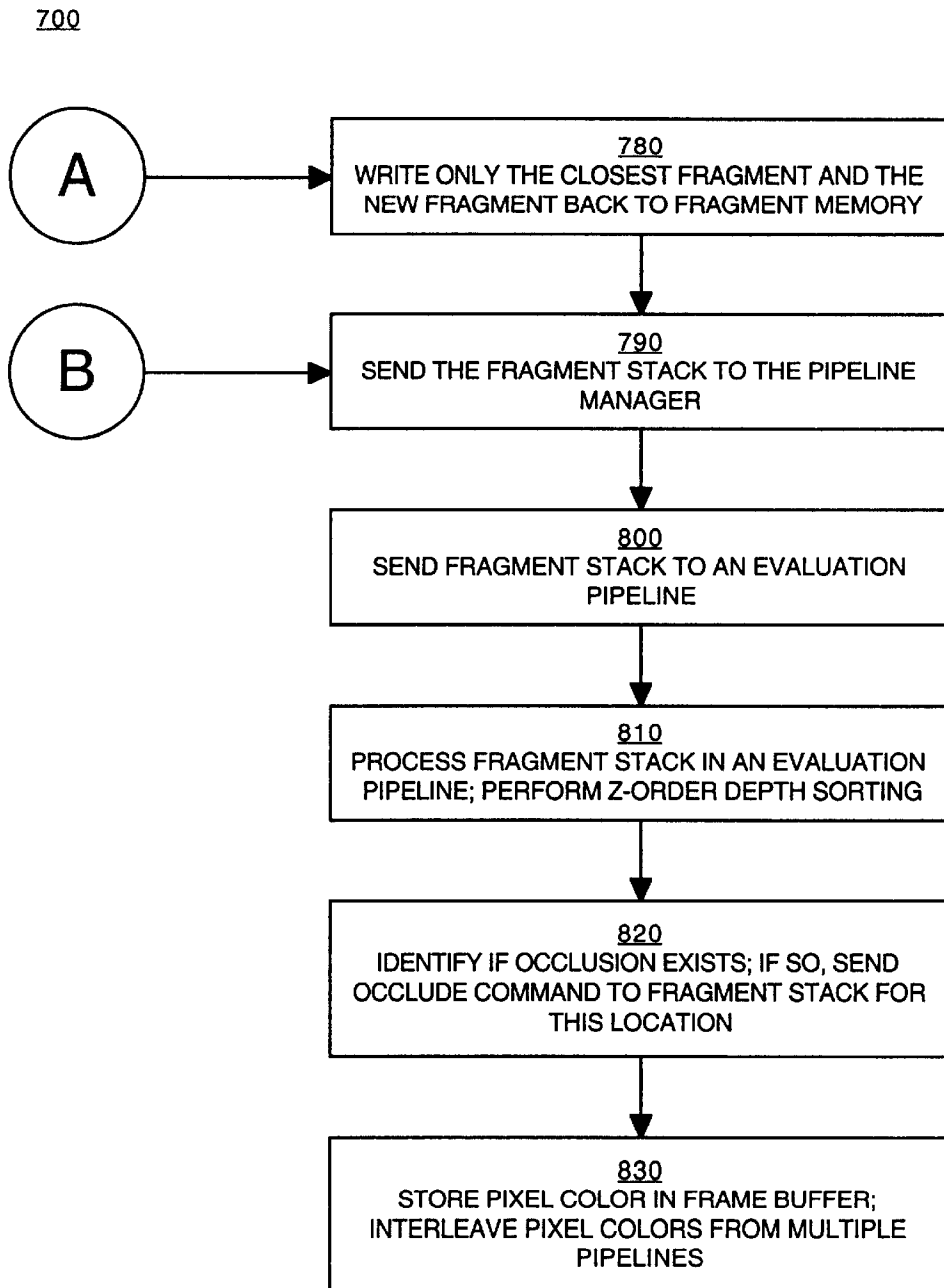 700
A
780
WRITE ONLY THE CLOSEST FRAGMENT AND THE
NEW FRAGMENT BACK TO FRAGMENT MEMORY
B
790
SEND THE FRAGMENT STACK TO THE PIPELINE
MANAGER
800
SEND FRAGMENT STACK TO AN EVALUATION
PIPELINE
810
PROCESS FRAGMENT STACK IN AN EVALUATION
PIPELINE; PERFORM Z-ORDER DEPTH SORTING
820
IDENTIFY IF OCCLUSION EXISTS; IF SO, SEND
OCCLUDE COMMAND TO FRAGMENT STACK FOR
THIS LOCATION
830
STORE PIXEL COLOR IN FRAME BUFFER;
INTERLEAVE PIXEL COLORS FROM MULTIPLE
PIPELINES